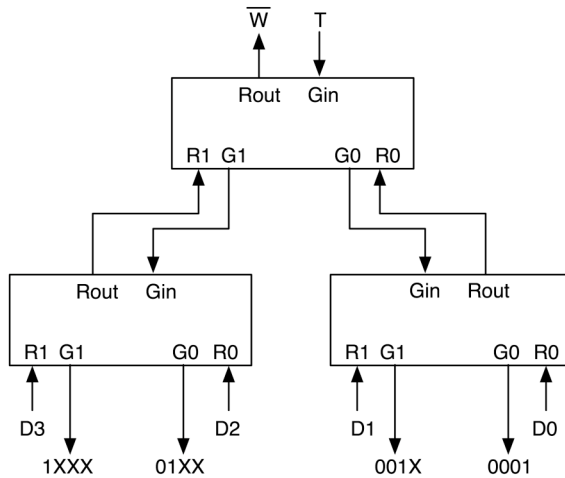 W̅ T
Rout Gin
R1 G1 G0 R0
Rout Gin Gin Rout
R1 G1 G0 R0 R1 G1 G0 R0
D3 D2 D1 D0
1XXX 01XX 001X 0001